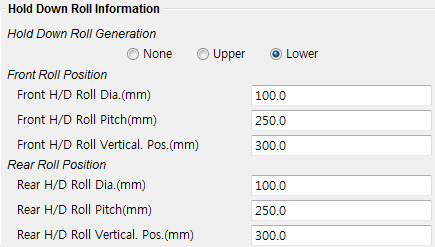 Hold Down Roll Information
Hold Down Roll Generation
None Upper Lower
Front Roll Position
Front H/D Roll Dia.(mm) 100.0
Front H/D Roll Pitch(mm) 250.0
Front H/D Roll Vertical. Pos.(mm) 300.0
Rear Roll Position
Rear H/D Roll Dia.(mm) 100.0
Rear H/D Roll Pitch(mm) 250.0
Rear H/D Roll Vertical. Pos.(mm) 300.0